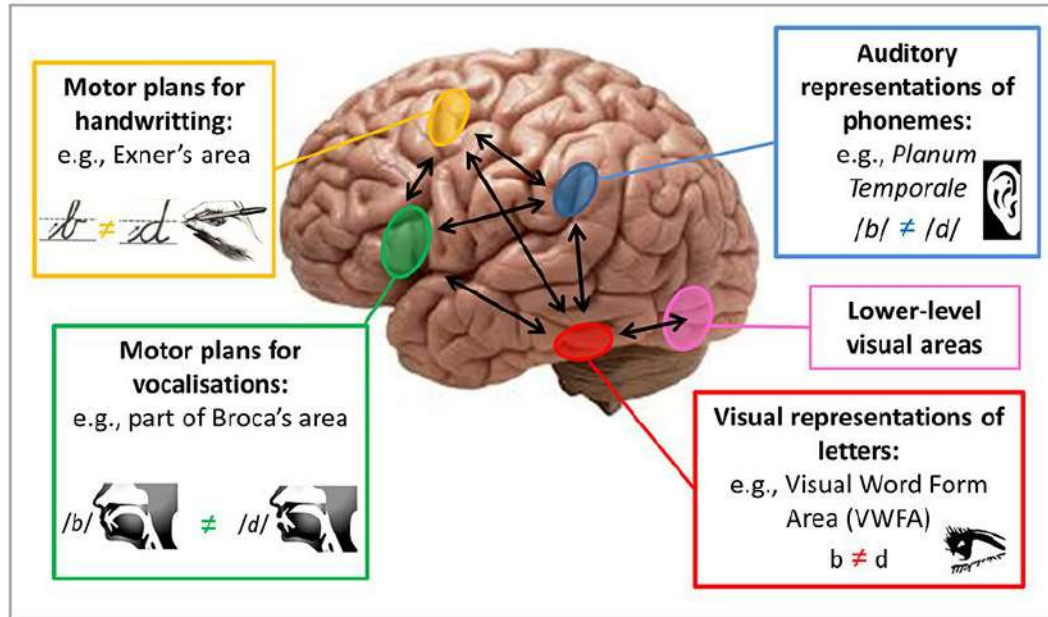 Motor plans for
handwritting:
e.g., Exner's area
b ≠ d
Auditory
representations of
phonemes:
e.g., Planum
Temporale
/b/ ≠ /d/
Lower-level
visual areas
Motor plans for
vocalisations:
e.g., part of Broca's area
/b/ ≠ /d/
Visual representations of
letters:
e.g., Visual Word Form
Area (VWFA)
b ≠ d